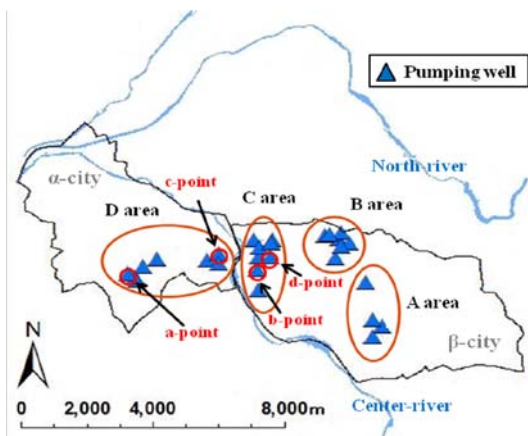 Pumping well
North-river
α-city
c-point
D area
C area
B area
d-point
A area
b-point
a-point
N
β-city
Center-river
0 2,000 4,000 8,000m